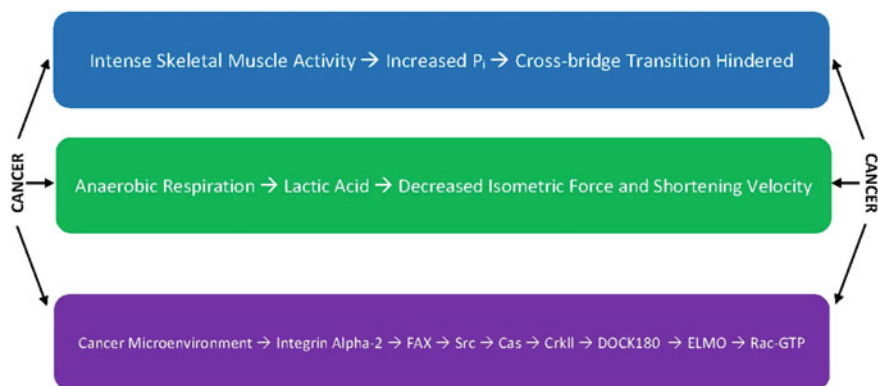 Intense Skeletal Muscle Activity → Increased Pᵢ → Cross-bridge Transition Hindered
CANCER
Anaerobic Respiration → Lactic Acid → Decreased Isometric Force and Shortening Velocity
CANCER
Cancer Microenvironment → Integrin Alpha-2 → FAX → Src → Cas → CrkII → DOCK180 → ELMO → Rac-GTP